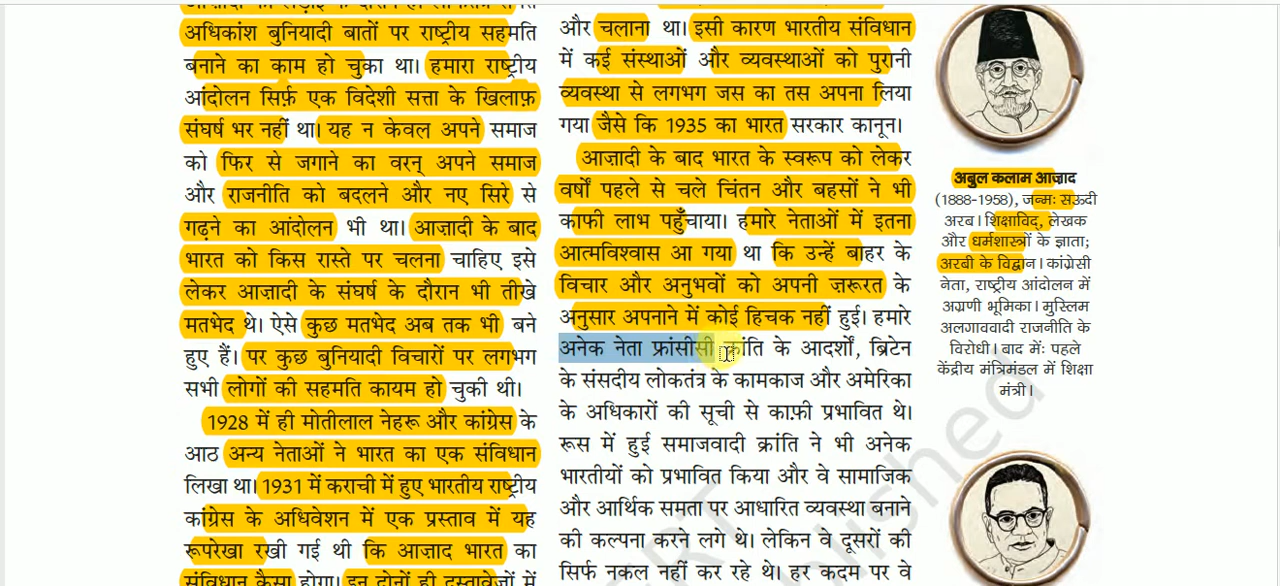 अधिकांश बुनियादी बातों पर राष्ट्रीय सहमति
बनाने का काम हो चुका था। हमारा राष्ट्रीय
आंदोलन सिर्फ़ एक विदेशी सत्ता के खिलाफ़
संघर्ष भर नहीं था। यह न केवल अपने समाज
को फिर से जगाने का वरन् अपने समाज
और राजनीति को बदलने और नए सिरे से
गढ़ने का आंदोलन भी था। आज़ादी के बाद
भारत को किस रास्ते पर चलना चाहिए इसे
लेकर आज़ादी के संघर्ष के दौरान भी तीखे
मतभेद थे। ऐसे कुछ मतभेद अब तक भी बने
हुए हैं। पर कुछ बुनियादी विचारों पर लगभग
सभी लोगों की सहमति कायम हो चुकी थी।
1928 में ही मोतीलाल नेहरू और कांग्रेस के
आठ अन्य नेताओं ने भारत का एक संविधान
लिखा था। 1931 में कराची में हुए भारतीय राष्ट्रीय
कांग्रेस के अधिवेशन में एक प्रस्ताव में यह
रूपरेखा रखी गई थी कि आज़ाद भारत का
संविधान कैसा होगा। इन दोनों ही दस्तावेज़ों में
और चलाना था। इसी कारण भारतीय संविधान
में कई संस्थाओं और व्यवस्थाओं को पुरानी
व्यवस्था से लगभग जस का तस अपना लिया
गया जैसे कि 1935 का भारत सरकार कानून।
आज़ादी के बाद भारत के स्वरूप को लेकर
वर्षों पहले से चले चिंतन और बहसों ने भी
काफी लाभ पहुँचाया। हमारे नेताओं में इतना
आत्मविश्वास आ गया था कि उन्हें बाहर के
विचार और अनुभवों को अपनी ज़रूरत के
अनुसार अपनाने में कोई हिचक नहीं हुई। हमारे
अनेक नेता फ्रांसीसी क्रांति के आदर्शों, ब्रिटेन
के संसदीय लोकतंत्र के कामकाज और अमेरिका
के अधिकारों की सूची से काफ़ी प्रभावित थे।
रूस में हुई समाजवादी क्रांति ने भी अनेक
भारतीयों को प्रभावित किया और वे सामाजिक
और आर्थिक समता पर आधारित व्यवस्था बनाने
की कल्पना करने लगे थे। लेकिन वे दूसरों की
सिर्फ नकल नहीं कर रहे थे। हर कदम पर वे
अबुल कलाम आज़ाद
(1888-1958), जन्मः सऊदी
अरब। शिक्षाविद्, लेखक
और धर्मशास्त्रों के ज्ञाता;
अरबी के विद्वान। कांग्रेसी
नेता, राष्ट्रीय आंदोलन में
अग्रणी भूमिका। मुस्लिम
अलगाववादी राजनीति के
विरोधी। बाद मेंः पहले
केंद्रीय मंत्रिमंडल में शिक्षा
मंत्री।